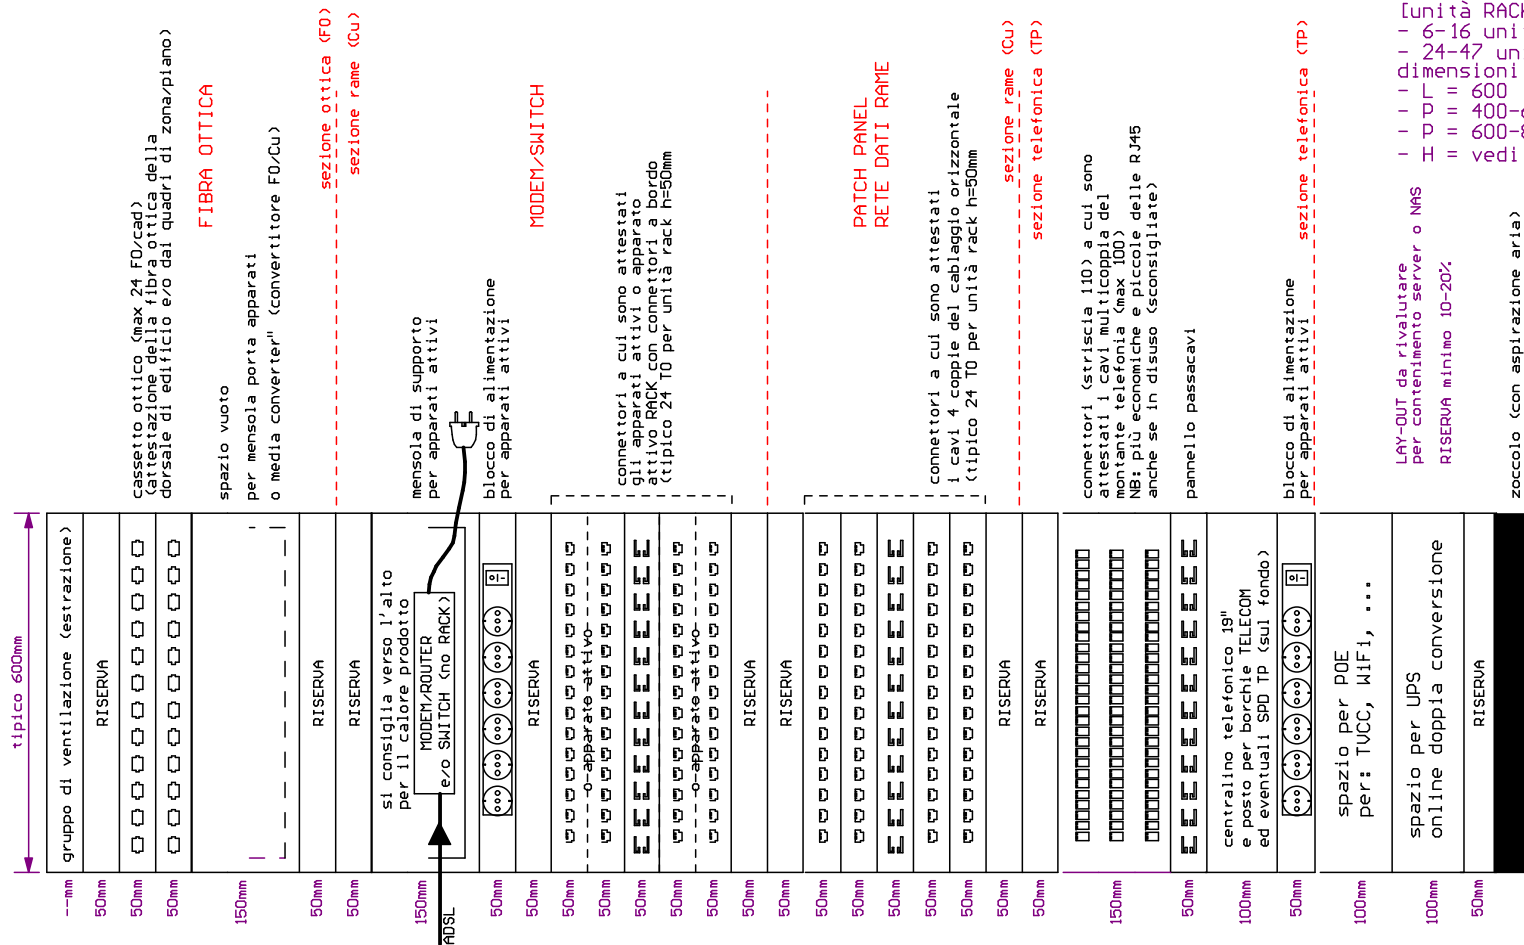 tipico 600mm
gruppo di ventilazione (estrazione)
--mm
RISERVA
50mm
cassetto ottico (max 24 FO/cad)
(attestazione della fibra ottica della
dorsale di edificio e/o dai quadri di zona/piano)
50mm
50mm
FIBRA OTTICA
spazio vuoto
per mensola porta apparati
o media converter" (convertitore FO/Cu)
150mm
sezione ottica (FO)
sezione rame (Cu)
RISERVA
50mm
RISERVA
50mm
mensola di supporto
per apparati attivi
si consiglia verso l'alto
per il calore prodotto
MODEM/ROUTER
e/o SWITCH (no RACK)
150mm
ADSL
blocco di alimentazione
per apparati attivi
50mm
MODEM/SWITCH
RISERVA
50mm
connettori a cui sono attestati
gli apparati attivi o apparato
attivo RACK con connettori a bordo
(tipico 24 TO per unità rack h=50mm
o apparato attivo
o apparato attivo
50mm
50mm
50mm
50mm
50mm
RISERVA
50mm
RISERVA
50mm
PATCH PANEL
RETE DATI RAME
connettori a cui sono attestati
i cavi 4 coppie del cablaggio orizzontale
(tipico 24 TO per unità rack h=50mm
50mm
50mm
50mm
50mm
50mm
sezione rame (Cu)
sezione telefonica (TP)
RISERVA
50mm
RISERVA
50mm
connettori (striscia 110) a cui sono
attestati i cavi multicoppia del
montante telefonia (max 100)
NB: più economiche e piccole delle RJ45
anche se in disuso (sconsigliate)
150mm
pannello passacavi
50mm
centralino telefonico 19"
e posto per borchie TELECOM
ed eventuali SPD TP (sul fondo)
100mm
blocco di alimentazione
per apparati attivi
50mm
sezione telefonica (TP)
spazio per POE
per: TVCC, WiFi, ...
100mm
spazio per UPS
online doppia conversione
100mm
RISERVA
50mm
LAY-OUT da rivalutare
per contenimento server o NAS
RISERVA minimo 10-20%
zoccolo (con aspirazione aria)
[unità RACK
- 6-16 uni
- 24-47 un
dimensioni
- L = 600
- P = 400-6
- P = 600-8
- H = vedi